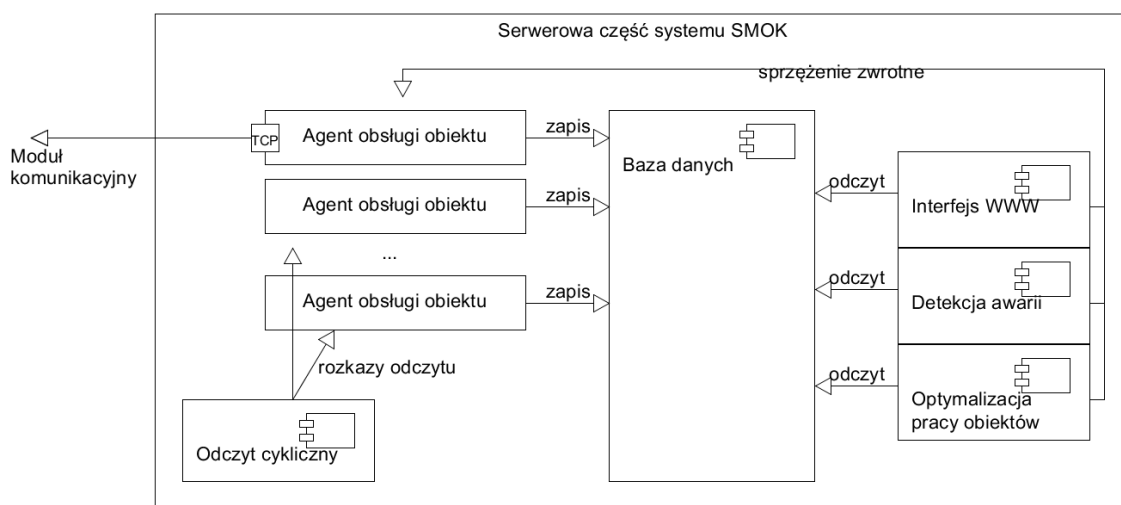 Serwerowa część systemu SMOK
sprzężenie zwrotne
TCP
Agent obsługi obiektu
zapis
Moduł
komunikacyjny
Baza danych
Agent obsługi obiektu
zapis
odczyt
Interfejs WWW
...
Agent obsługi obiektu
zapis
odczyt
Detekcja awarii
rozkazy odczytu
odczyt
Optymalizacja
pracy obiektów
Odczyt cykliczny